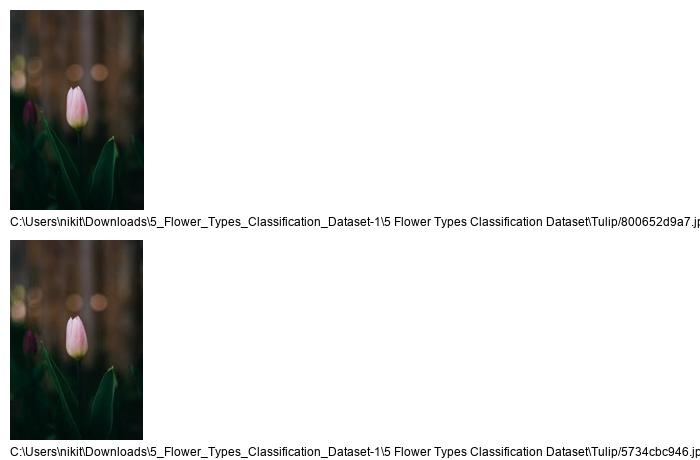 C:\Users\nikit\Downloads\5_Flower_Types_Classification_Dataset-1\5 Flower Types Classification Dataset\Tulip/800652d9a7.jp
C:\Users\nikit\Downloads\5_Flower_Types_Classification_Dataset-1\5 Flower Types Classification Dataset\Tulip/5734cbc946.jp